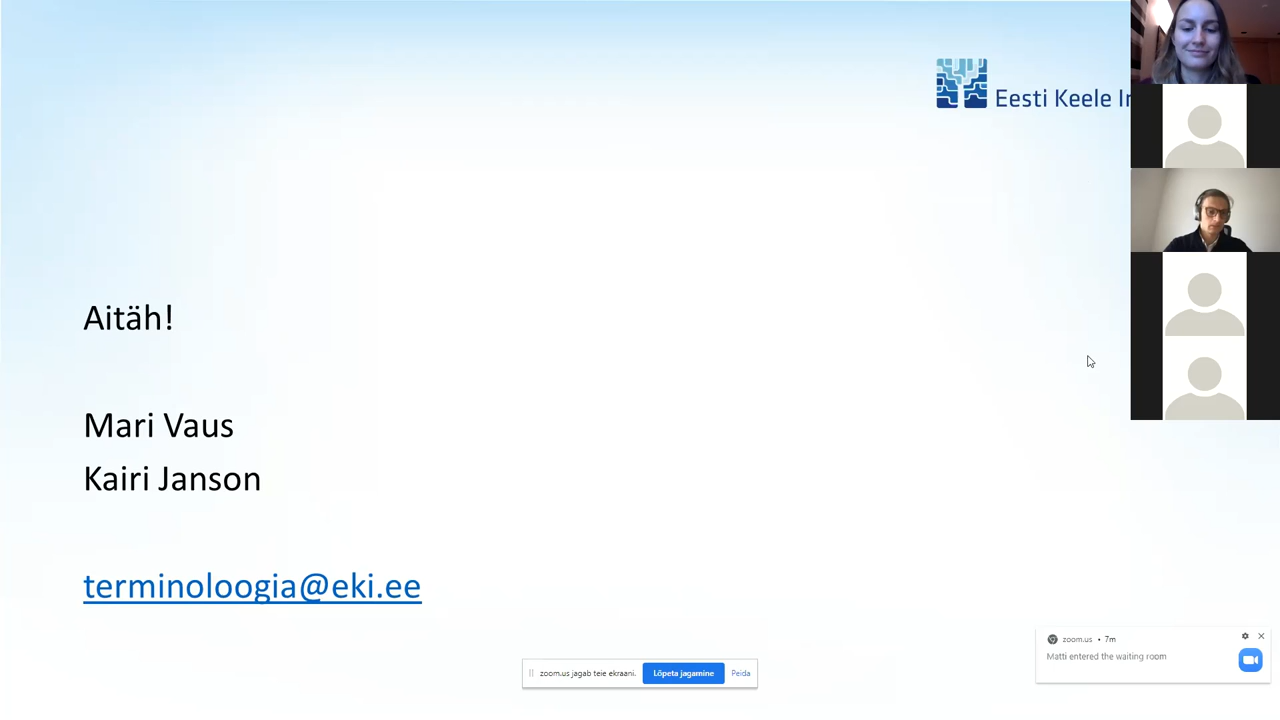 Eesti Keele
Aitäh!
Mari Vaus
Kairi Janson
terminoloogia@eki.ee
zoom.us • 7m
Matti entered the waiting room
zoom.us jagab teie ekraani.
Lõpeta jagamine
Peida